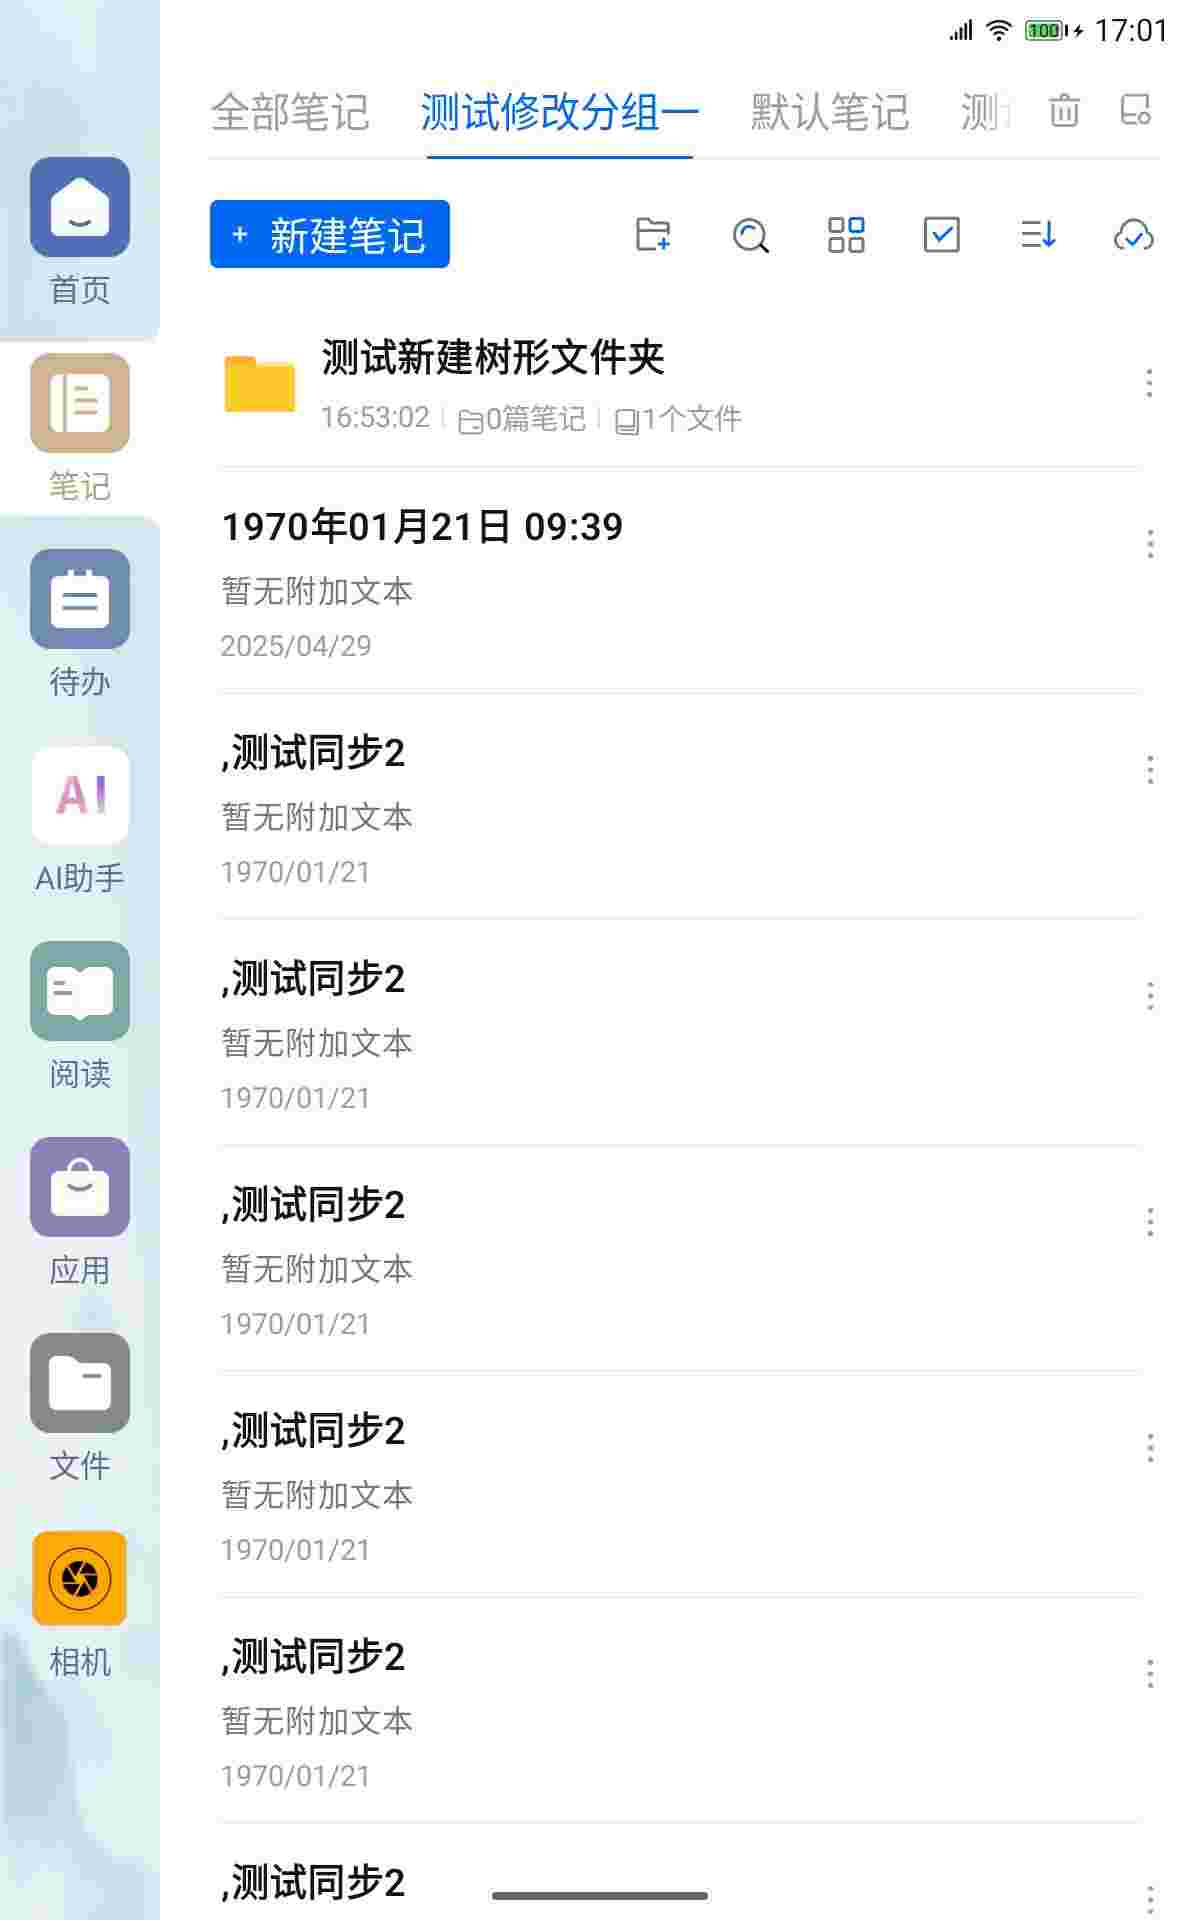 17:01
100
全部笔记 测试修改分组一 默认笔记 测
+ 新建笔记
首页
笔记
待办
AI
AI助手
阅读
应用
文件
相机
测试新建树形文件夹
16:53:02 0篇笔记 1个文件
1970年01月21日 09:39
暂无附加文本
2025/04/29
,测试同步2
暂无附加文本
1970/01/21
,测试同步2
暂无附加文本
1970/01/21
,测试同步2
暂无附加文本
1970/01/21
,测试同步2
暂无附加文本
1970/01/21
,测试同步2
暂无附加文本
1970/01/21
,测试同步2